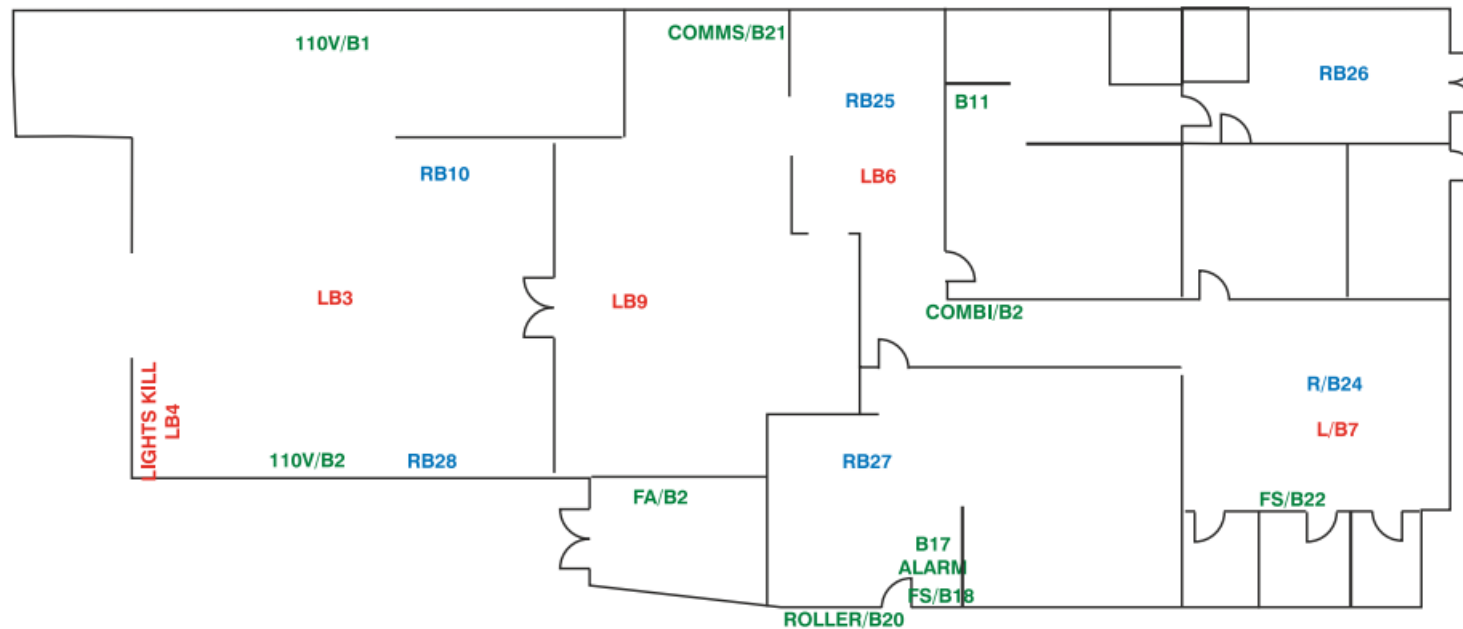 110V/B1
COMMS/B21
RB26
RB25
B11
RB10
LB6
LB3
LB9
COMBI/B2
LIGHTS KILL
LB4
R/B24
L/B7
110V/B2
RB28
RB27
FA/B2
FS/B22
B17
ALARM
FS/B18
ROLLER/B20